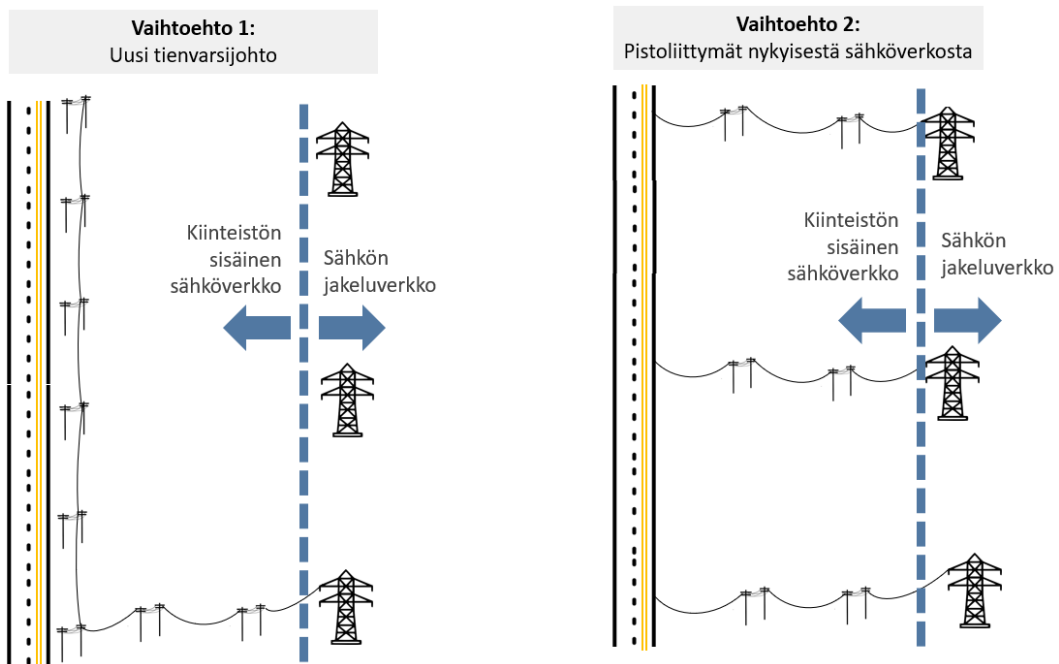 Vaihtoehto 1:
Uusi tienvarsijohto
Kiinteistön
sisäinen
sähköverkko
Sähkön
jakeluverkko
Vaihtoehto 2:
Pistoliittymät nykyisestä sähköverkosta
Kiinteistön
sisäinen
sähköverkko
Sähkön
jakeluverkko